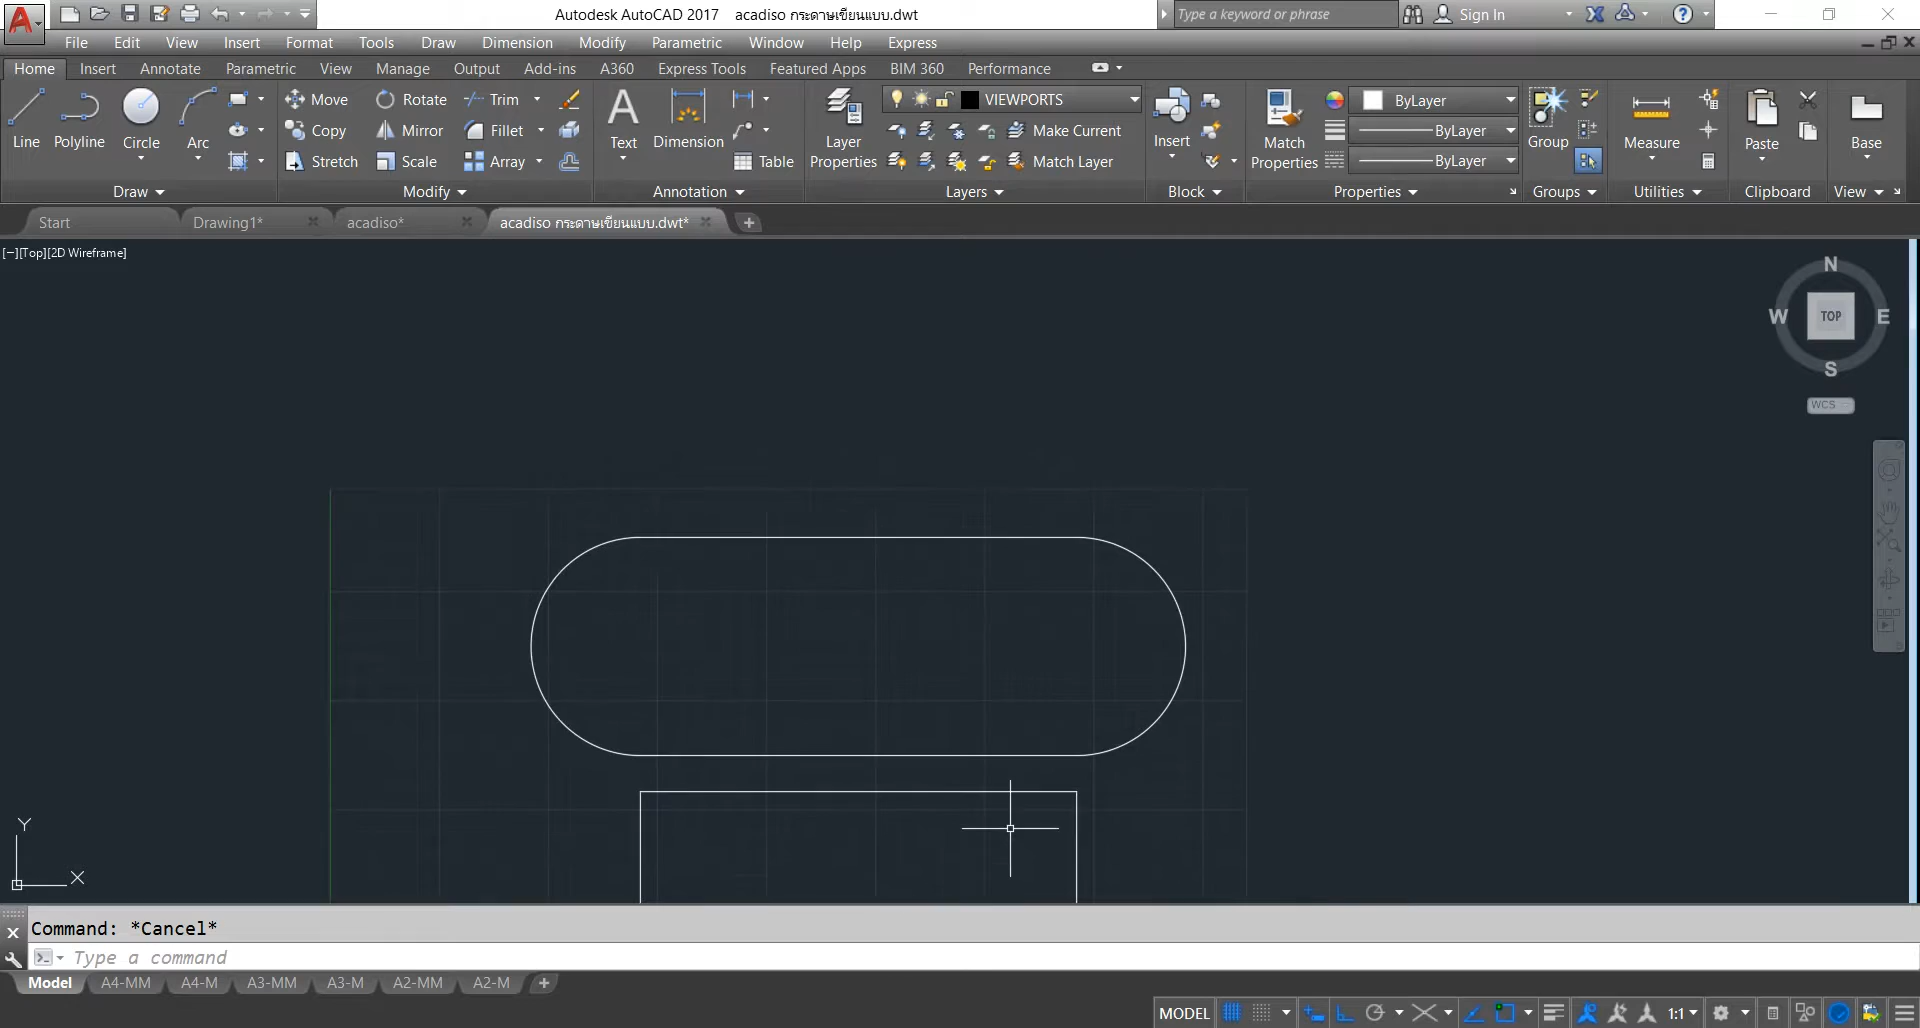 Autodesk AutoCAD 2017 acadiso กระดาษเขียนแบบ.dwt
Type a keyword or phrase
Sign In
File Edit View Insert Format Tools Draw Dimension Modify Parametric Window Help Express
Home Insert Annotate Parametric View Manage Output Add-ins A360 Express Tools Featured Apps BIM 360 Performance
Line
Polyline
Circle
Arc
Draw
Move
Rotate
Trim
Copy
Mirror
Fillet
Stretch
Scale
Array
Modify
Text
Dimension
Table
Annotation
Layer
Properties
VIEWPORTS
Make Current
Match Layer
Layers
Insert
Block
Match
Properties
ByLayer
ByLayer
ByLayer
Properties
Group
Groups
Measure
Utilities
Paste
Clipboard
Base
View
Start
Drawing1*
acadiso*
acadiso กระดาษเขียนแบบ.dwt*
[−][Top][2D Wireframe]
N
W
TOP
E
S
WCS
Y
X
Command: *Cancel*
Type a command
Model A4-MM A4-M A3-MM A3-M A2-MM A2-M
MODEL
1:1